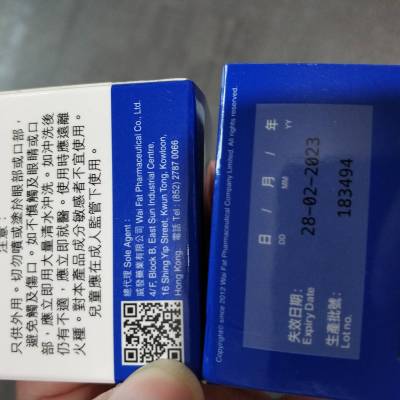 注意：
只供外用。切勿噴或塗於眼部或口部，
避免觸及傷口。如不慎觸及眼睛或口
部，應立即用大量清水沖洗。如沖洗後
仍有不適，應立即就醫。使用時應遠離
火種。對本產品成分敏感者不宜使用。
兒童應在成人監管下使用。
總代理 Sole Agent :
威發藥業有限公司 Wai Fat Pharmaceutical Co., Ltd.
4/F, Block B, East Sun Industrial Centre,
16 Shing Yip Street, Kwun Tong, Kowloon,
Hong Kong. 電話 Tel : (852) 2787 0066
Copyright© since 2012 Wai Fat Pharmaceutical Company Limited. All rights reserved.
日 / 月 / 年
DD MM YY
失效日期: 28-02-2023
Expiry Date
生產批號: 183494
Lot no.